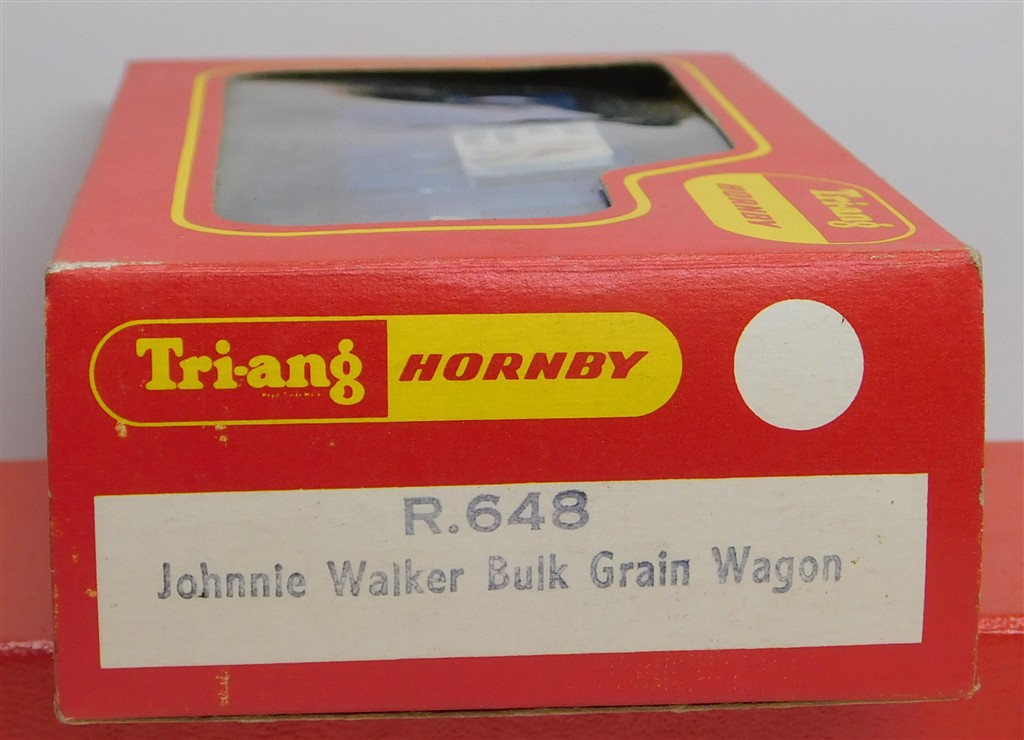 HORNBY Tri-ang
Tri-ang HORNBY
R.648
Johnnie Walker Bulk Grain Wagon